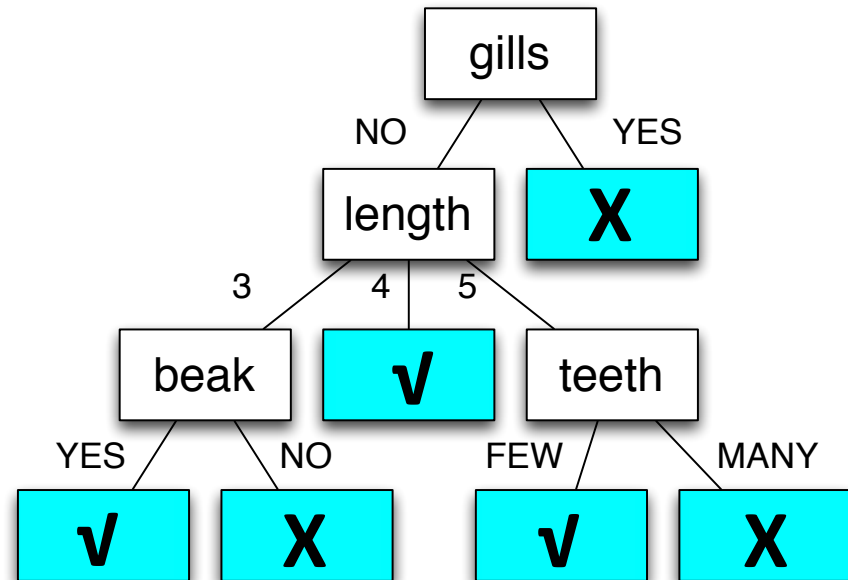 gills
NO YES
length X
3 4 5
beak √ teeth
YES NO FEW MANY
√ X √ X